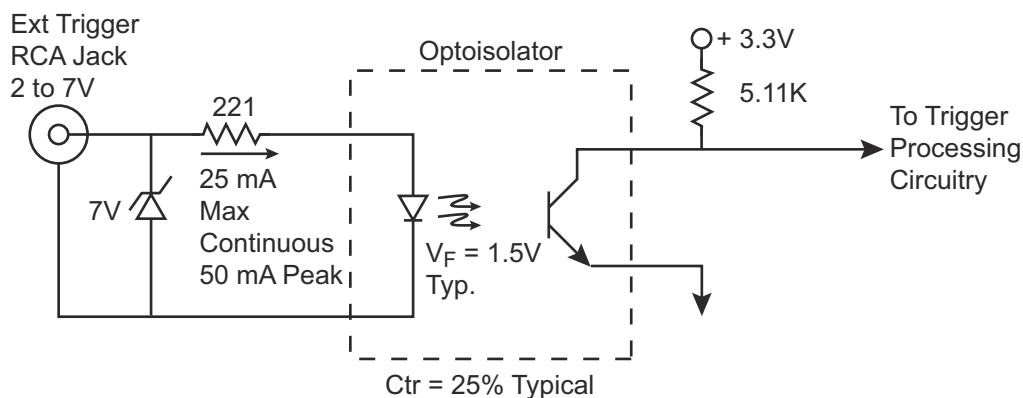 Ext Trigger
RCA Jack
2 to 7V
221
25 mA
Max
Continuous
50 mA Peak
7V
Optoisolator
VF = 1.5V
Typ.
Ctr = 25% Typical
+ 3.3V
5.11K
To Trigger
Processing
Circuitry